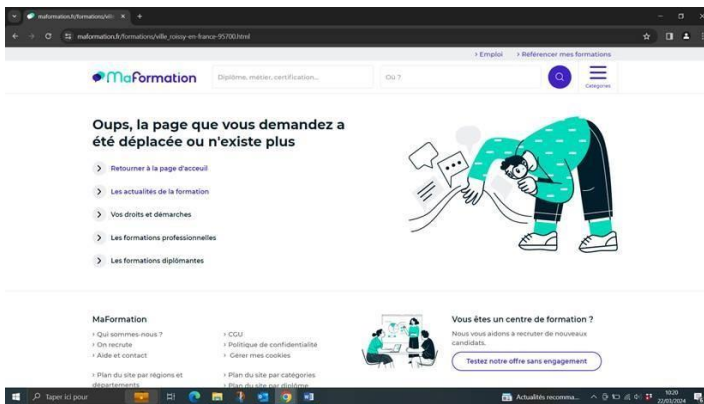 maformation.fr/formations/vill
maformation.fr/formations/ville_roissy-en-france-95700.html
› Emploi › Référencer mes formations
MaFormation
Diplôme, métier, certification...
Où ?
Catégories
Oups, la page que vous demandez a
été déplacée ou n'existe plus
Retourner à la page d'acceuil
Les actualités de la formation
Vos droits et démarches
Les formations professionnelles
Les formations diplômantes
MaFormation
› Qui sommes-nous ?
› On recrute
› Aide et contact
› Plan du site par régions et
départements
› CGU
› Politique de confidentialité
› Gérer mes cookies
› Plan du site par catégories
› Plan du site par diplôme
Vous êtes un centre de formation ?
Nous vous aidons à recruter de nouveaux
candidats.
Testez notre offre sans engagement
Taper ici pour
Actualités recomma...
10:20
22/03/2024